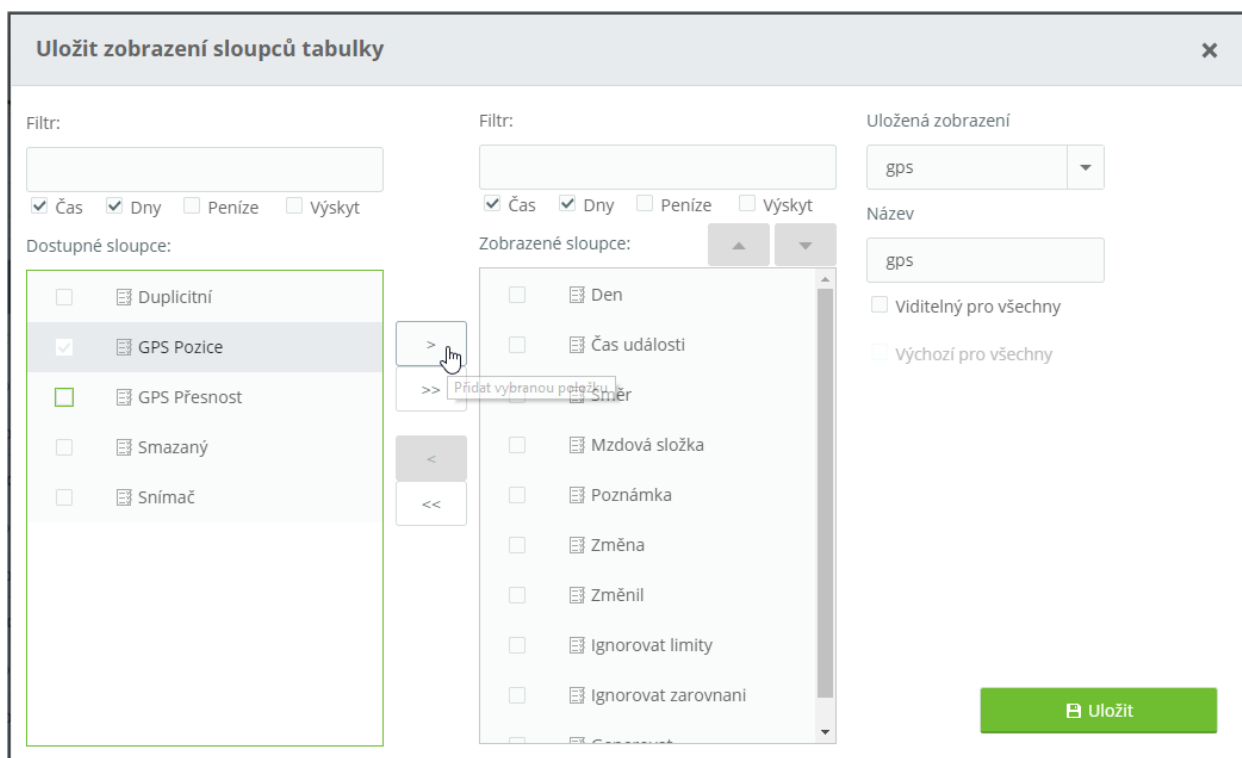 Uložit zobrazení sloupců tabulky
Filtr:
Čas Dny Peníze Výskyt
Dostupné sloupce:
Duplicitní
GPS Pozice
GPS Přesnost
Smazaný
Snímač
>
>>
<
<<
Přidat vybranou položku
Filtr:
Čas Dny Peníze Výskyt
Zobrazené sloupce:
Den
Čas události
Směr
Mzdová složka
Poznámka
Změna
Změnil
Ignorovat limity
Ignorovat zarovnani
Uložená zobrazení
gps
Název
gps
Viditelný pro všechny
Výchozí pro všechny
Uložit